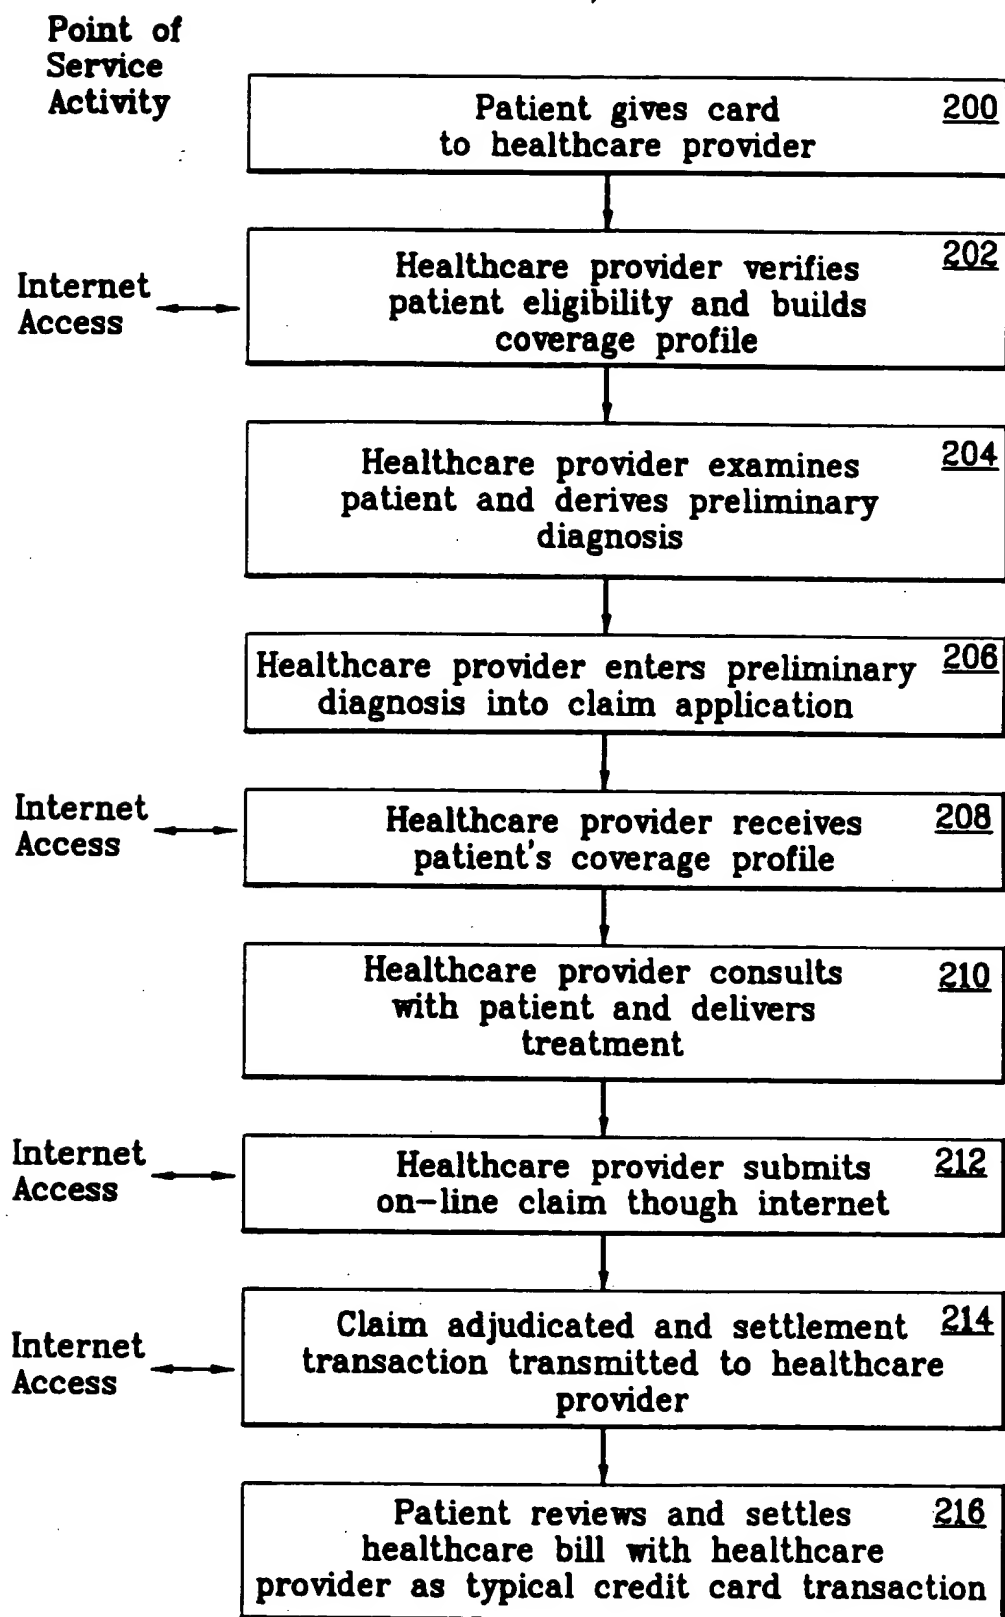 Point of
Service
Activity
Patient gives card 200
to healthcare provider
Internet
Access
Healthcare provider verifies 202
patient eligibility and builds
coverage profile
Healthcare provider examines 204
patient and derives preliminary
diagnosis
Healthcare provider enters preliminary 206
diagnosis into claim application
Internet
Access
Healthcare provider receives 208
patient's coverage profile
Healthcare provider consults 210
with patient and delivers
treatment
Internet
Access
Healthcare provider submits 212
on-line claim though internet
Internet
Access
Claim adjudicated and settlement 214
transaction transmitted to healthcare
provider
Patient reviews and settles 216
healthcare bill with healthcare
provider as typical credit card transaction